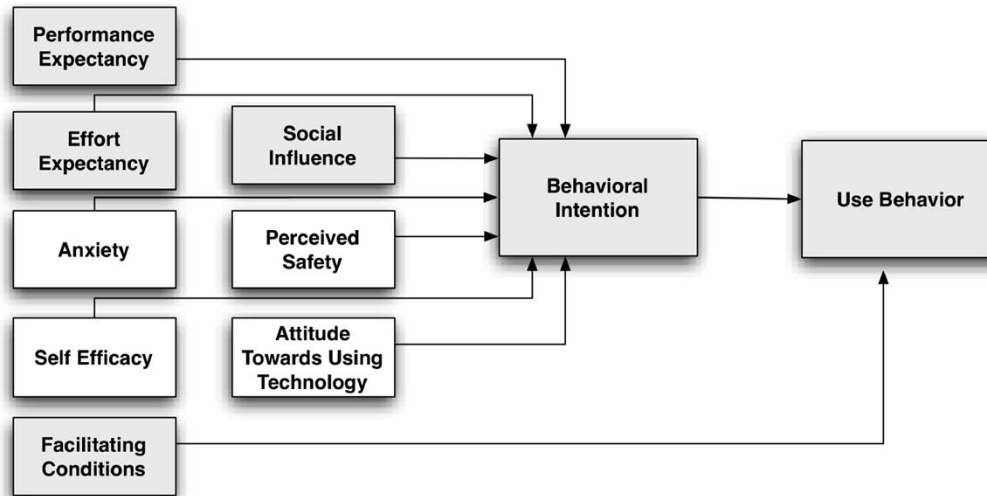 Performance
Expectancy
Effort
Expectancy
Social
Influence
Behavioral
Intention
Use Behavior
Anxiety
Perceived
Safety
Self Efficacy
Attitude
Towards Using
Technology
Facilitating
Conditions